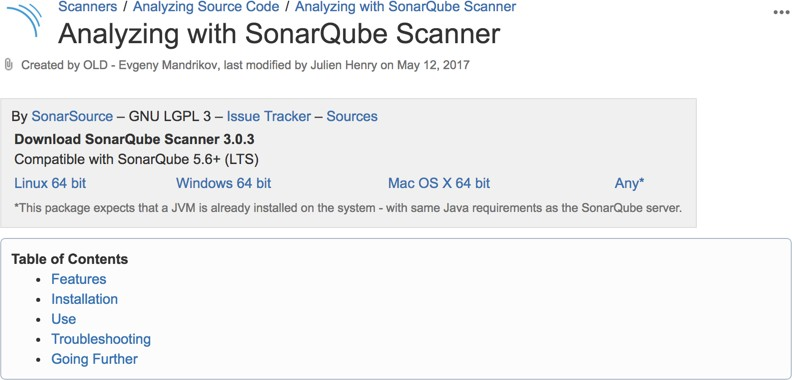 Scanners / Analyzing Source Code / Analyzing with SonarQube Scanner
Analyzing with SonarQube Scanner
Created by OLD - Evgeny Mandrikov, last modified by Julien Henry on May 12, 2017
By SonarSource – GNU LGPL 3 – Issue Tracker – Sources
Download SonarQube Scanner 3.0.3
Compatible with SonarQube 5.6+ (LTS)
Linux 64 bit Windows 64 bit Mac OS X 64 bit Any*
*This package expects that a JVM is already installed on the system - with same Java requirements as the SonarQube server.
Table of Contents
• Features
• Installation
• Use
• Troubleshooting
• Going Further